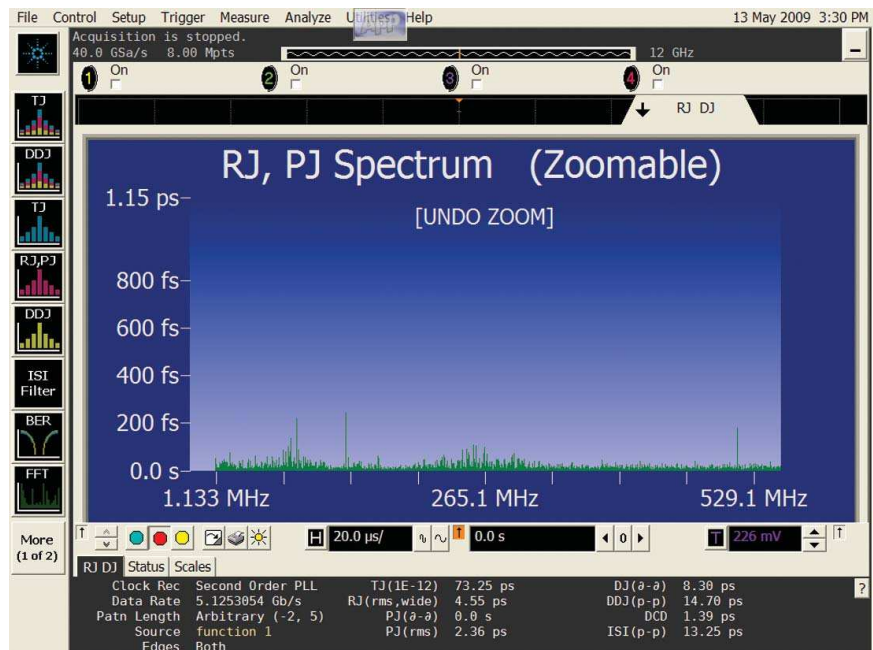 File Control Setup Trigger Measure Analyze Utilities Help 13 May 2009 3:30 PM
Acquisition is stopped.
40.0 GSa/s 8.00 Mpts 12 GHz
1 On 2 On 3 On 4 On
TJ
RJ DJ
DDJ
TJ
RJ,PJ
DDJ
ISI
Filter
BER
FFT
More
(1 of 2)
RJ, PJ Spectrum (Zoomable)
1.15 ps
[UNDO ZOOM]
800 fs
600 fs
400 fs
200 fs
0.0 s
1.133 MHz 265.1 MHz 529.1 MHz
H 20.0 µs/ T 0.0 s 0 T 226 mV
RJ DJ Status Scales
Clock Rec Second Order PLL TJ(1E-12) 73.25 ps DJ(∂-∂) 8.30 ps
Data Rate 5.1253054 Gb/s RJ(rms,wide) 4.55 ps DDJ(p-p) 14.70 ps
Patn Length Arbitrary (-2, 5) PJ(∂-∂) 0.0 s DCD 1.39 ps
Source function 1 PJ(rms) 2.36 ps ISI(p-p) 13.25 ps
Edges Both
?